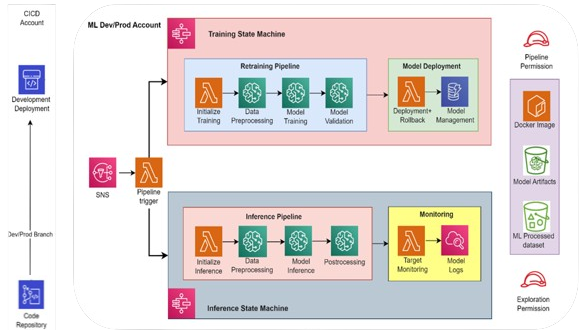 CICD
Account
Development
Deployment
Dev/Prod Branch
Code
Repository
ML Dev/Prod Account
SNS
Pipeline
trigger
Training State Machine
Retraining Pipeline
Initialize
Training
Data
Preprocessing
Model
Training
Model
Validation
Model Deployment
Deployment+
Rollback
Model
Management
Inference Pipeline
Initialize
Inference
Data
Preprocessing
Model
Inference
Postrocessing
Monitoring
Target
Monitoring
Model
Logs
Inference State Machine
Pipeline
Permission
Docker Image
Model Artifacts
ML Processed
dataset
Exploration
Permission